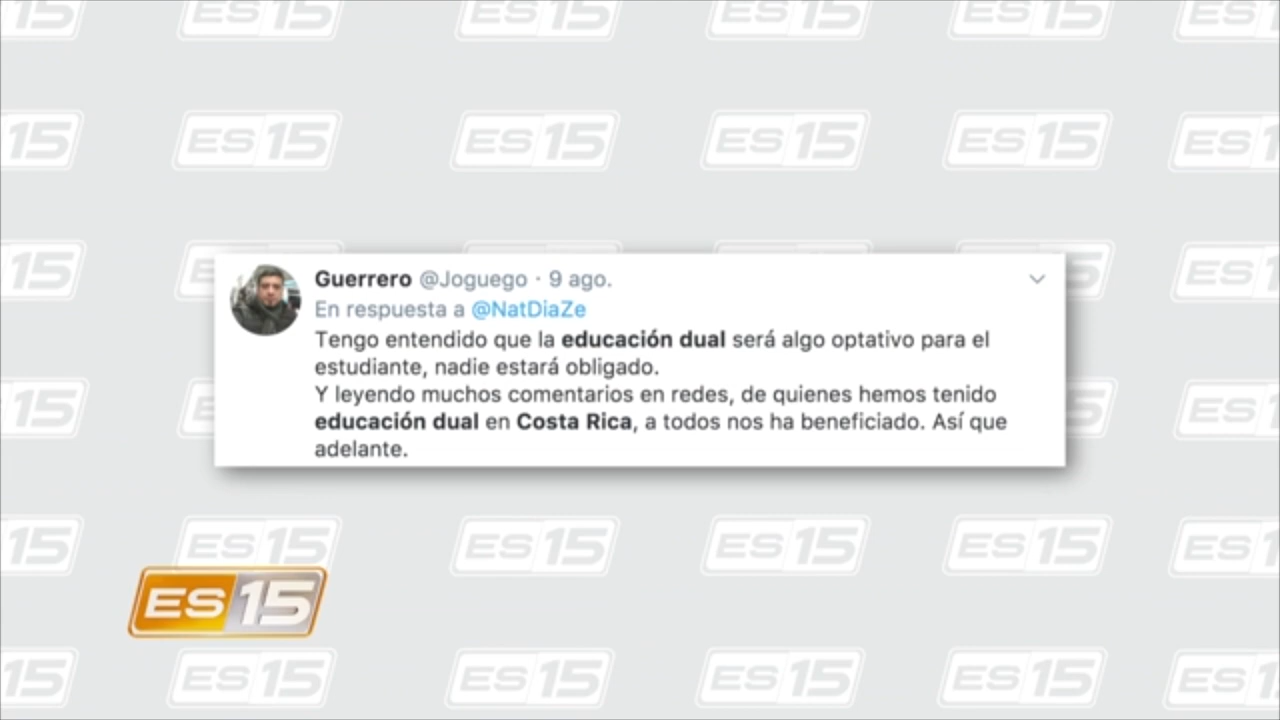 Guerrero @Joguego · 9 ago.
En respuesta a @NatDiaZe
Tengo entendido que la educación dual será algo optativo para el
estudiante, nadie estará obligado.
Y leyendo muchos comentarios en redes, de quienes hemos tenido
educación dual en Costa Rica, a todos nos ha beneficiado. Así que
adelante.
ES 15